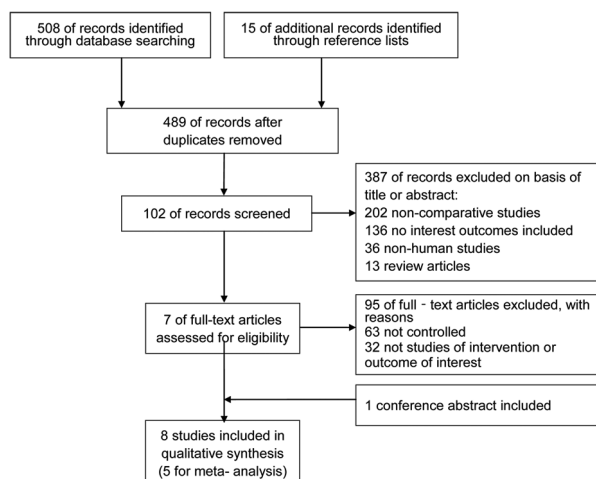 508 of records identified
through database searching
15 of additional records identified
through reference lists
489 of records after
duplicates removed
102 of records screened
387 of records excluded on basis of
title or abstract:
202 non-comparative studies
136 no interest outcomes included
36 non-human studies
13 review articles
7 of full-text articles
assessed for eligibility
95 of full - text articles excluded, with
reasons
63 not controlled
32 not studies of intervention or
outcome of interest
1 conference abstract included
8 studies included in
qualitative synthesis
(5 for meta- analysis)